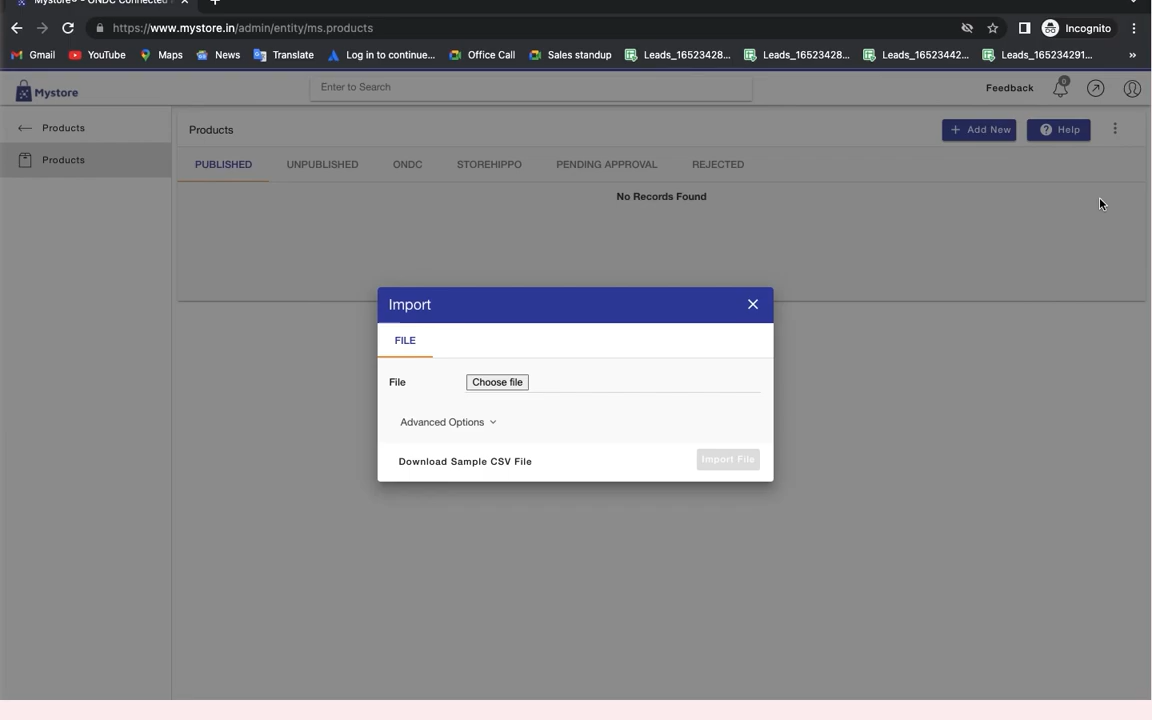 Mystore® - ONDC Connected
https://www.mystore.in/admin/entity/ms.products
Incognito
Gmail YouTube Maps News Translate Log in to continue... Office Call Sales standup Leads_16523428... Leads_16523428... Leads_16523442... Leads_165234291... »
Mystore
Enter to Search
Feedback
0
Products
Products
Products
+ Add New
Help
PUBLISHED UNPUBLISHED ONDC STOREHIPPO PENDING APPROVAL REJECTED
No Records Found
Import
FILE
File Choose file
Advanced Options
Download Sample CSV File Import File